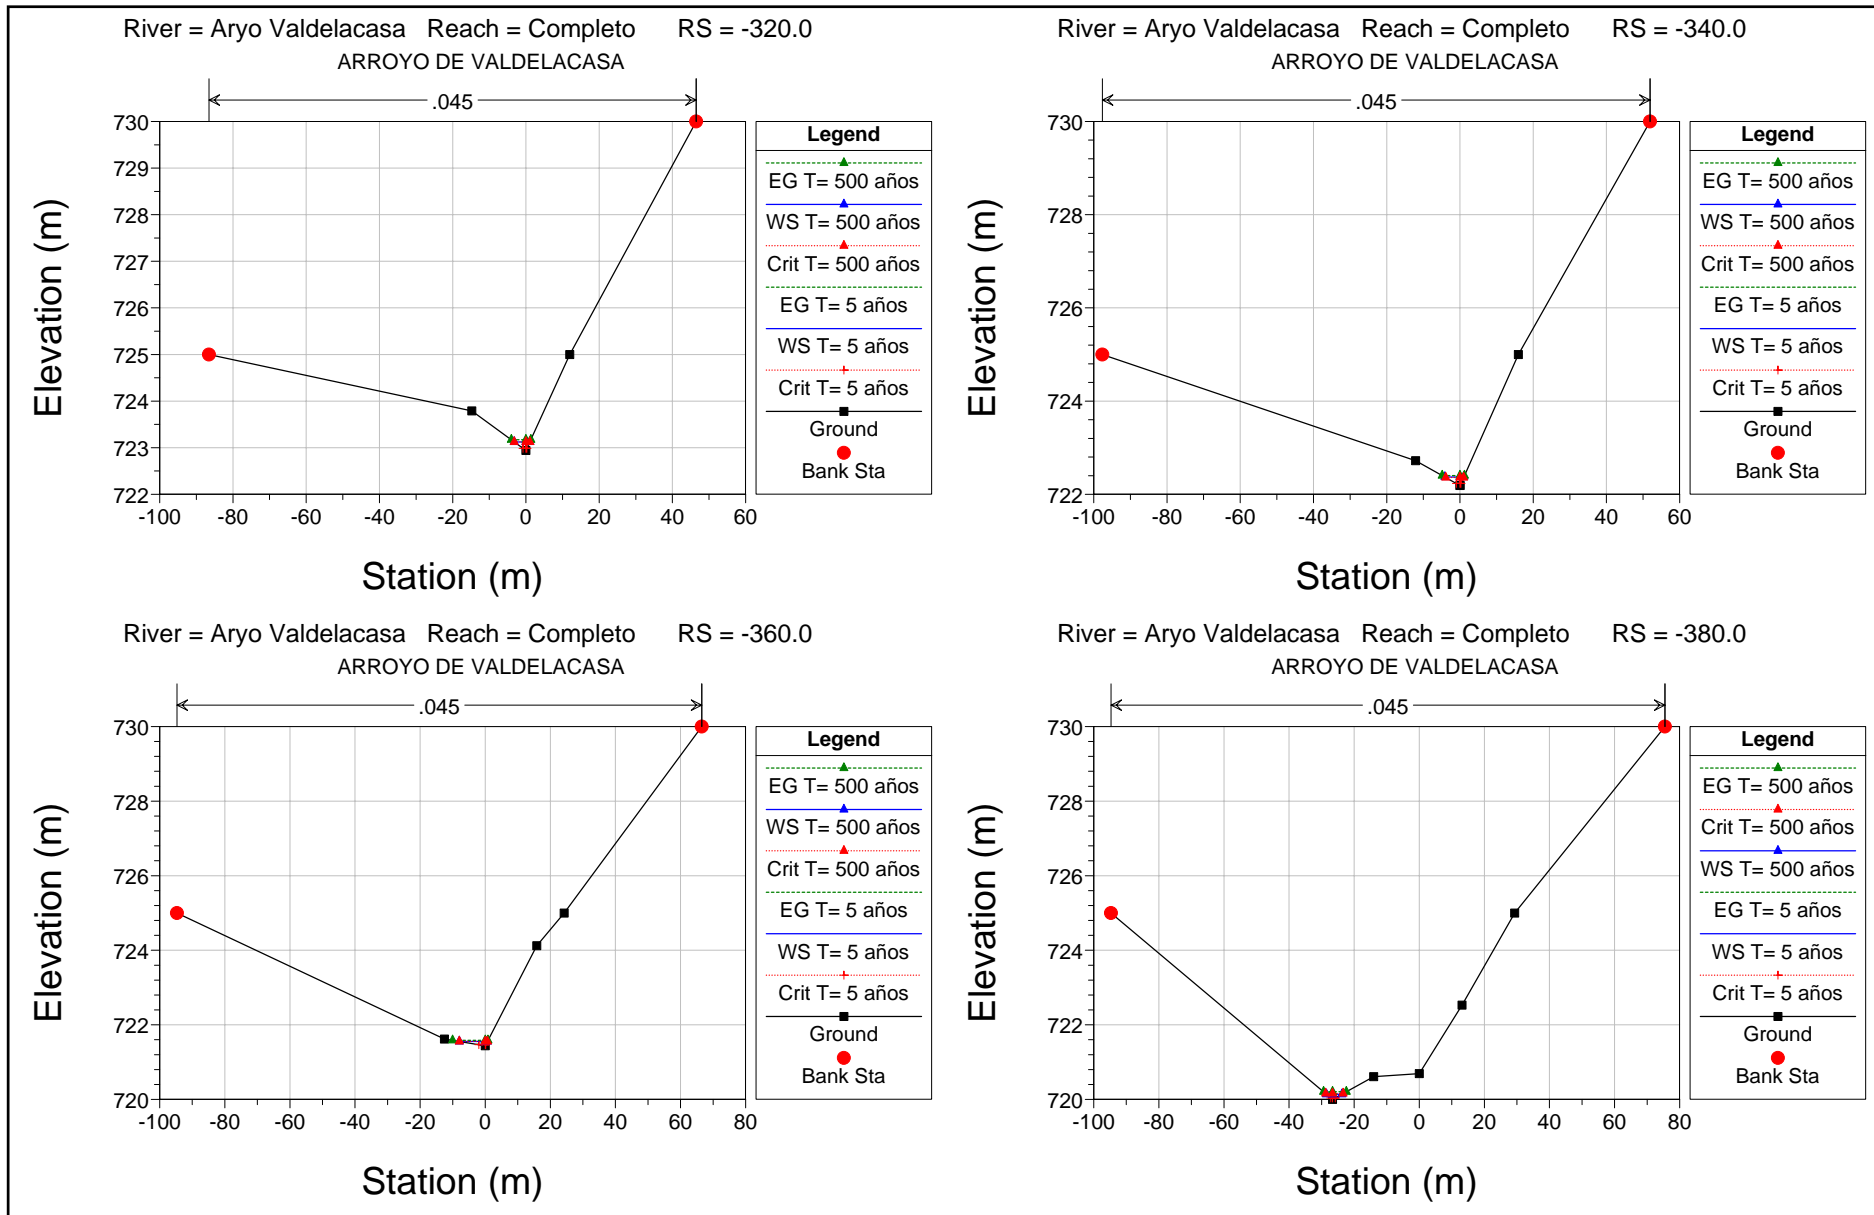 River = Aryo Valdelacasa Reach = Completo RS = -320.0
ARROYO DE VALDELACASA
.045
730
729
728
727
726
725
724
723
722
-100 -80 -60 -40 -20 0 20 40 60
Elevation (m)
Station (m)
Legend
EG T= 500 años
WS T= 500 años
Crit T= 500 años
EG T= 5 años
WS T= 5 años
Crit T= 5 años
Ground
Bank Sta
River = Aryo Valdelacasa Reach = Completo RS = -340.0
ARROYO DE VALDELACASA
.045
730
728
726
724
722
-100 -80 -60 -40 -20 0 20 40 60
Elevation (m)
Station (m)
Legend
EG T= 500 años
WS T= 500 años
Crit T= 500 años
EG T= 5 años
WS T= 5 años
Crit T= 5 años
Ground
Bank Sta
River = Aryo Valdelacasa Reach = Completo RS = -360.0
ARROYO DE VALDELACASA
.045
730
728
726
724
722
720
-100 -80 -60 -40 -20 0 20 40 60 80
Elevation (m)
Station (m)
Legend
EG T= 500 años
WS T= 500 años
Crit T= 500 años
EG T= 5 años
WS T= 5 años
Crit T= 5 años
Ground
Bank Sta
River = Aryo Valdelacasa Reach = Completo RS = -380.0
ARROYO DE VALDELACASA
.045
730
728
726
724
722
720
-100 -80 -60 -40 -20 0 20 40 60 80
Elevation (m)
Station (m)
Legend
EG T= 500 años
Crit T= 500 años
WS T= 500 años
EG T= 5 años
WS T= 5 años
Crit T= 5 años
Ground
Bank Sta